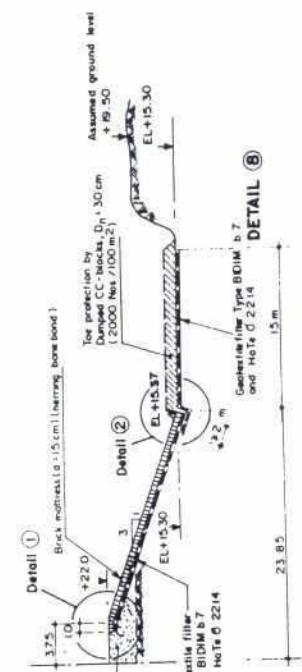 Assumed ground level
+ 19.50
EL+15.30
Toe protection by
Dumped CC-blocks, Dn = 30cm
(2000 Nos /100 m2)
Brick mattress (d = 15cm) (herring bone bond)
Detail ①
+22.0
3.75
1.0
3
1
Detail ②
EL+15.37
EL+15.30
m
Geotextile filter Type BIDIM b 7
and HaTe D 2214
DETAIL ⑧
15 m
23.85
textile filter
BIDIM b 7
HaTe D 2214